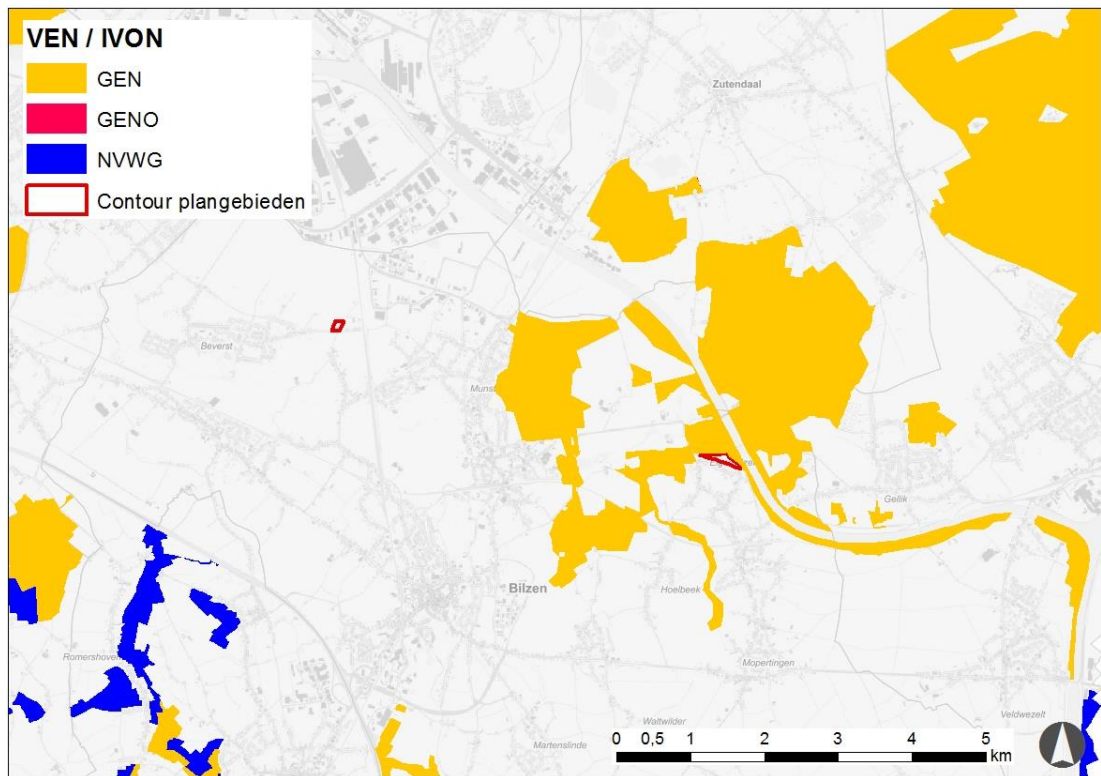 VEN / IVON
GEN
GENO
NVWG
Contour plangebieden
Zutendaal
Beverst
Gellik
Bilzen
Hoelbeek
Romershoven
Mopertingen
Waltwilder
Veldwezelt
Martenslinde
0 0,5 1 2 3 4 5
km